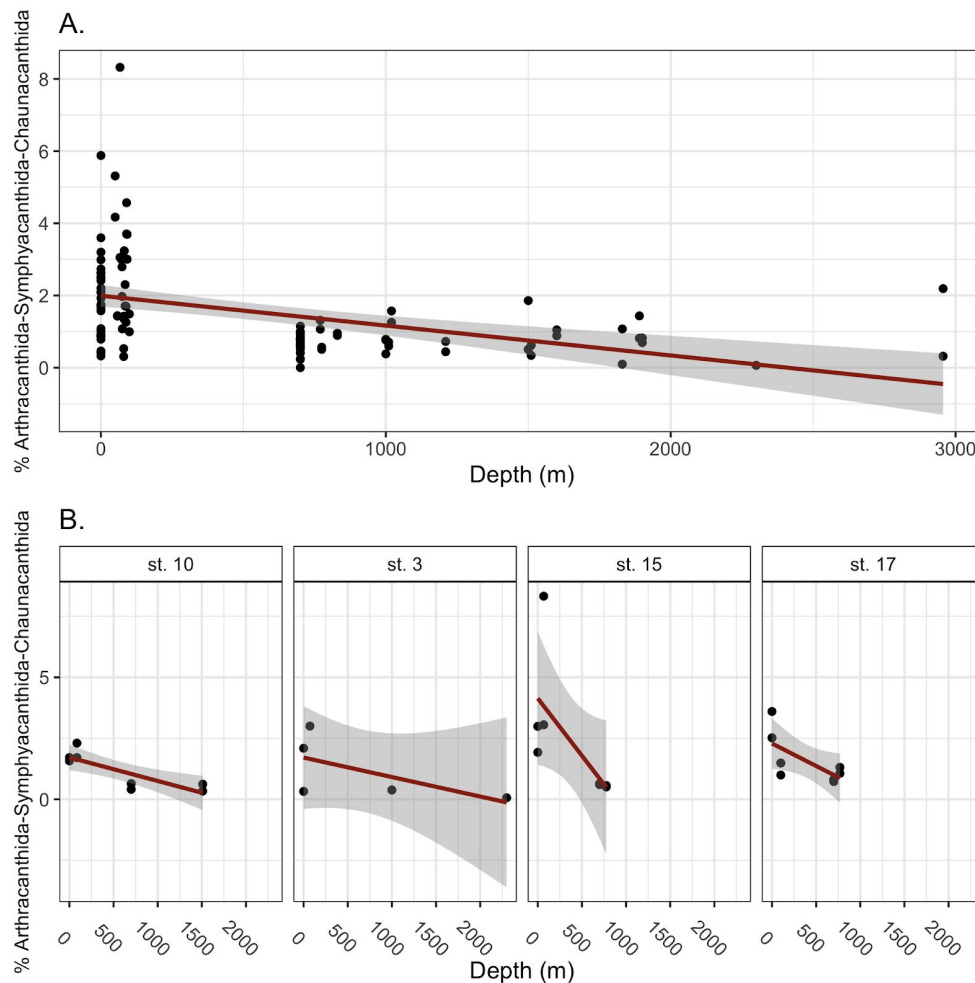 A.
% Arthracanthida-Symphyacanthida-Chaunacanthida
8
6
4
2
0
0 1000 2000 3000
Depth (m)
B.
% Arthracanthida-Symphyacanthida-Chaunacanthida
st. 10 st. 3 st. 15 st. 17
5
0
0 500 1000 1500 2000 0 500 1000 1500 2000 0 500 1000 1500 2000 0 500 1000 1500 2000
Depth (m)